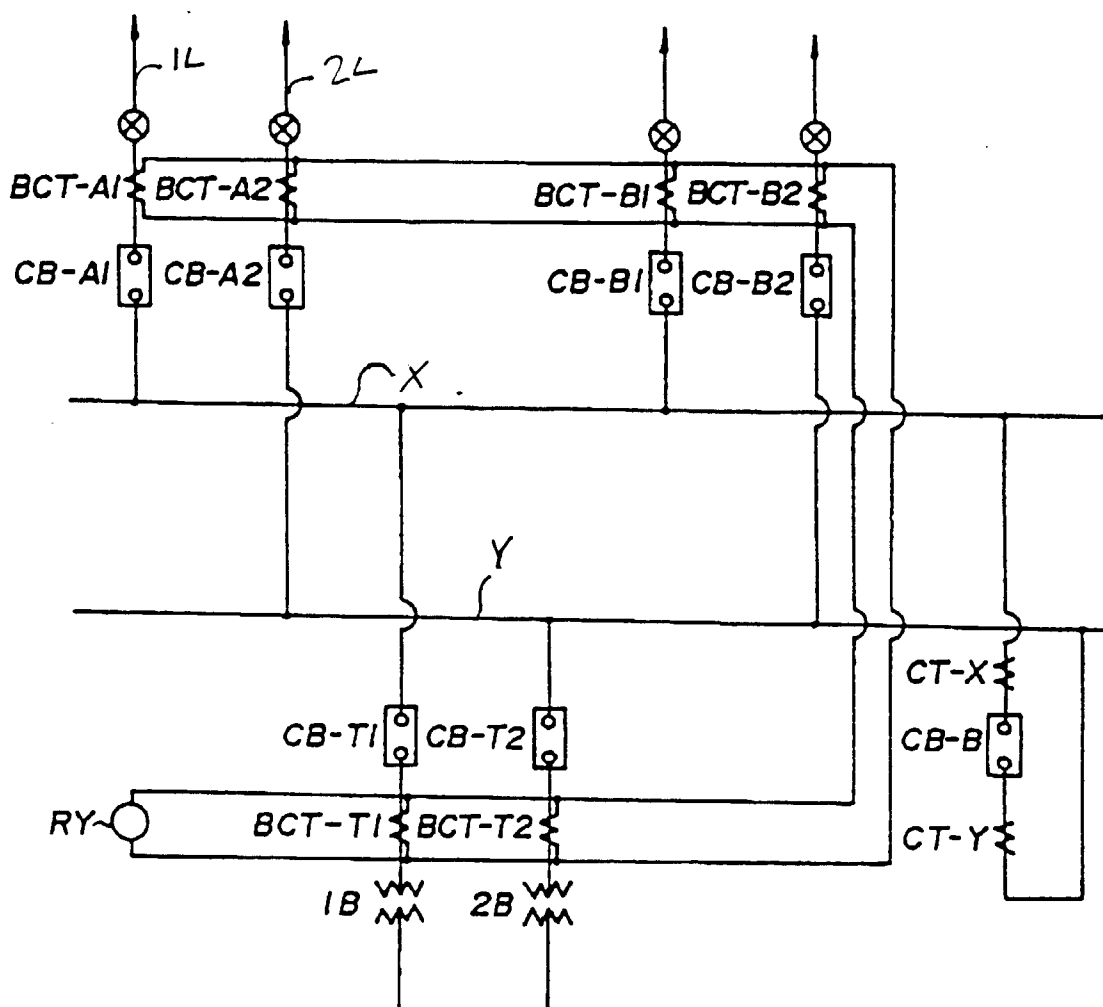 1L
2L
BCT-A1
BCT-A2
BCT-B1
BCT-B2
CB-A1
CB-A2
CB-B1
CB-B2
X
Y
CT-X
CB-T1
CB-T2
CB-B
RY
BCT-T1
BCT-T2
CT-Y
1B
2B